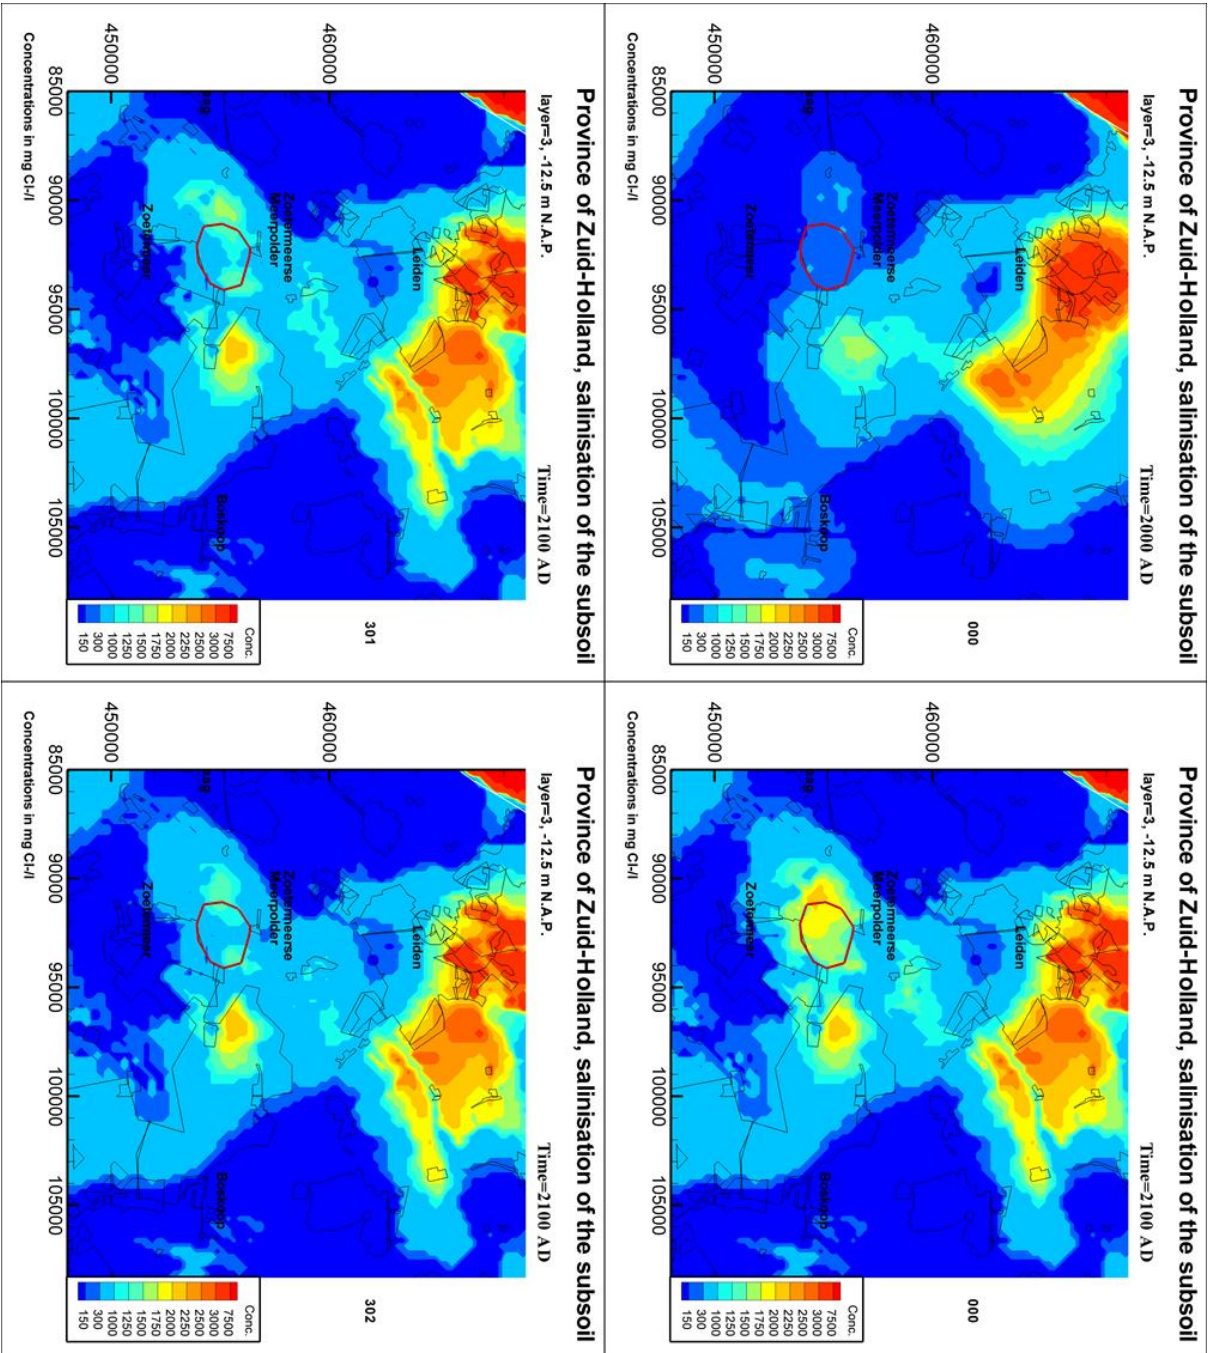 Province of Zuid-Holland, salinisation of the subsoil
layer=3, -12.5 m N.A.P.
Time=2000 AD
000
460000
450000
Leiden
Zoetermeerse
Meerpolder
Boskoop
Zoetermeer
85000 90000 95000 100000 105000
Concentrations in mg Cl-/l
Conc.
7500
3000
2500
2250
2000
1750
1500
1250
1000
300
150
Province of Zuid-Holland, salinisation of the subsoil
layer=3, -12.5 m N.A.P.
Time=2100 AD
000
460000
450000
Leiden
Zoetermeerse
Meerpolder
Boskoop
Zoetermeer
85000 90000 95000 100000 105000
Concentrations in mg Cl-/l
Conc.
7500
3000
2500
2250
2000
1750
1500
1250
1000
300
150
Province of Zuid-Holland, salinisation of the subsoil
layer=3, -12.5 m N.A.P.
Time=2100 AD
301
460000
450000
Leiden
Zoetermeerse
Meerpolder
Boskoop
Zoetermeer
85000 90000 95000 100000 105000
Concentrations in mg Cl-/l
Conc.
7500
3000
2500
2250
2000
1750
1500
1250
1000
300
150
Province of Zuid-Holland, salinisation of the subsoil
layer=3, -12.5 m N.A.P.
Time=2100 AD
302
460000
450000
Leiden
Zoetermeerse
Meerpolder
Boskoop
Zoetermeer
85000 90000 95000 100000 105000
Concentrations in mg Cl-/l
Conc.
7500
3000
2500
2250
2000
1750
1500
1250
1000
300
150